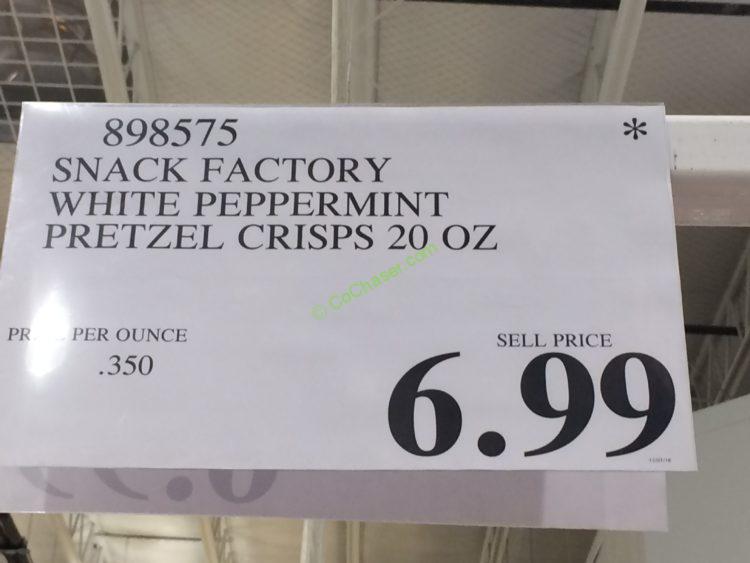 898575
*
SNACK FACTORY
WHITE PEPPERMINT
PRETZEL CRISPS 20 OZ
© CoChaser.com
PER OUNCE
.350
SELL PRICE
6.99